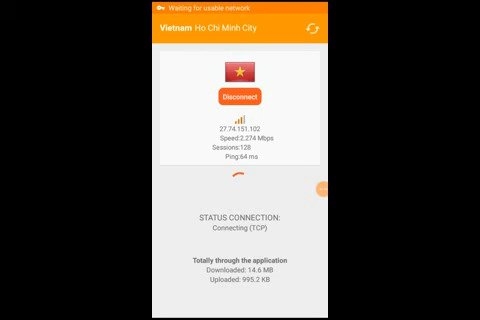 Waiting for usable network
Vietnam Ho Chi Minh City
Disconnect
27.74.151.102
Speed:2.274 Mbps
Sessions:128
Ping:64 ms
STATUS CONNECTION:
Connecting (TCP)
Totally through the application
Downloaded: 14.6 MB
Uploaded: 995.2 KB